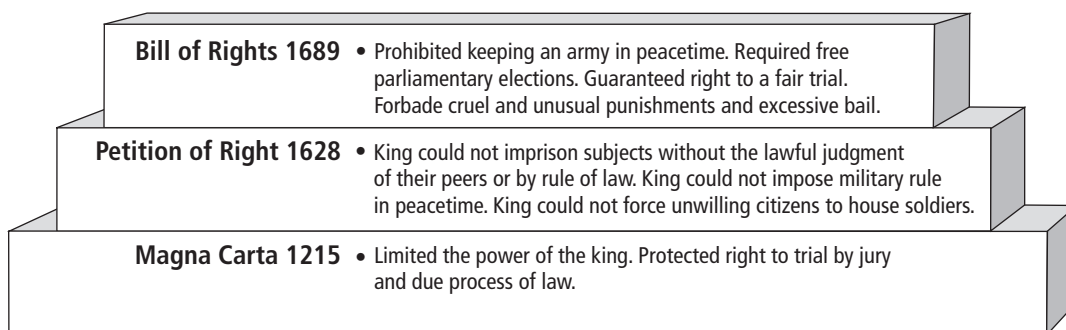 Bill of Rights 1689 • Prohibited keeping an army in peacetime. Required free
parliamentary elections. Guaranteed right to a fair trial.
Forbade cruel and unusual punishments and excessive bail.
Petition of Right 1628 • King could not imprison subjects without the lawful judgment
of their peers or by rule of law. King could not impose military rule
in peacetime. King could not force unwilling citizens to house soldiers.
Magna Carta 1215 • Limited the power of the king. Protected right to trial by jury
and due process of law.